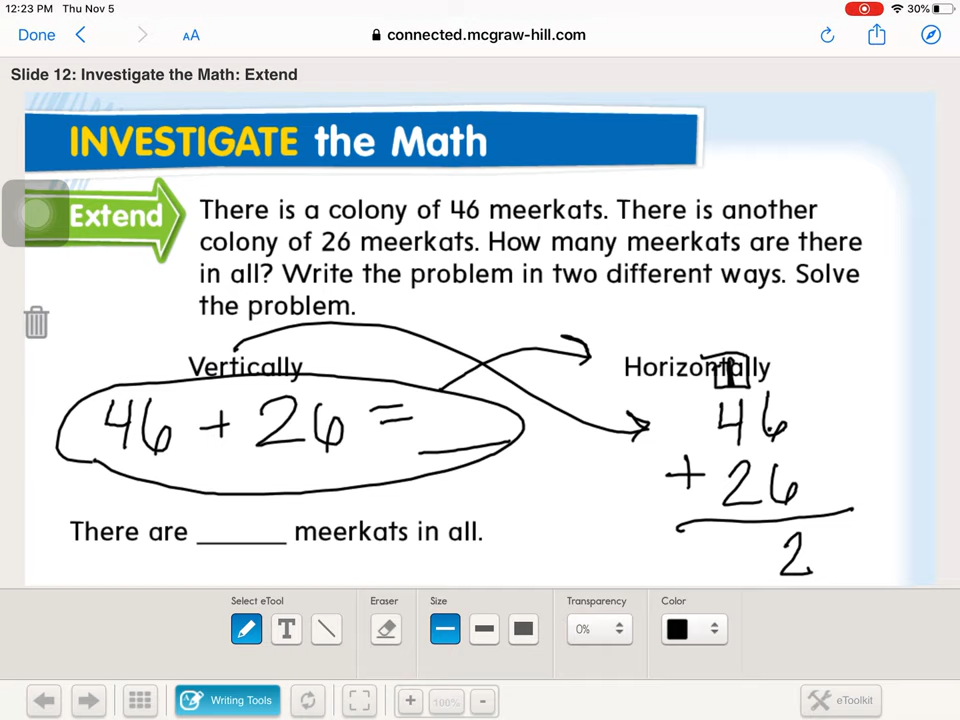 12:23 PM Thu Nov 5 30%
Done AA connected.mcgraw-hill.com
Slide 12: Investigate the Math: Extend
INVESTIGATE the Math
Extend
There is a colony of 46 meerkats. There is another
colony of 26 meerkats. How many meerkats are there
in all? Write the problem in two different ways. Solve
the problem.
Vertically Horizontally
46 + 26 = ____
1
46
+ 26
2
There are ______ meerkats in all.
Select eTool Eraser Size Transparency Color
T 0%
Writing Tools + 100% - eToolkit